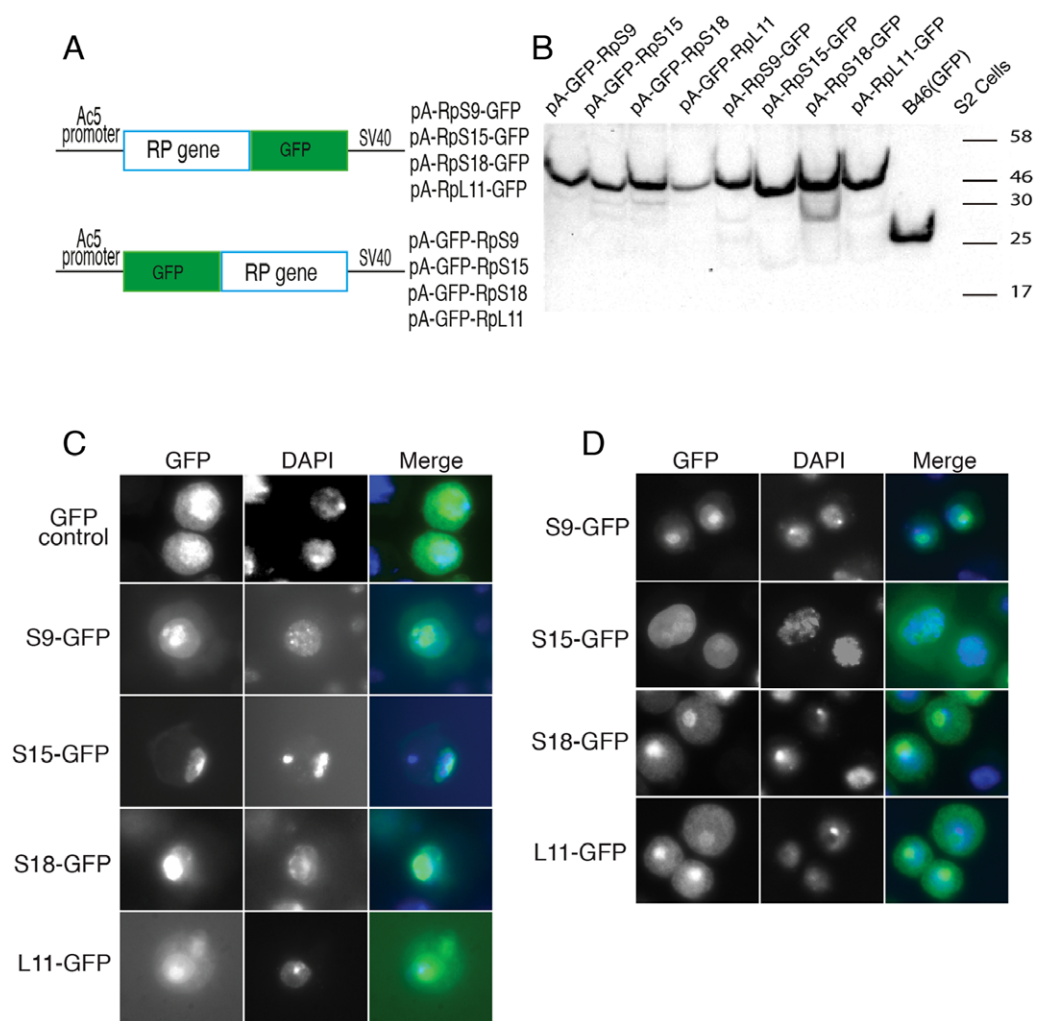 A
Ac5
promoter
RP gene
GFP
SV40
pA-RpS9-GFP
pA-RpS15-GFP
pA-RpS18-GFP
pA-RpL11-GFP
Ac5
promoter
GFP
RP gene
SV40
pA-GFP-RpS9
pA-GFP-RpS15
pA-GFP-RpS18
pA-GFP-RpL11
B
pA-GFP-RpS9
pA-GFP-RpS15
pA-GFP-RpS18
pA-GFP-RpL11
pA-RpS9-GFP
pA-RpS15-GFP
pA-RpS18-GFP
pA-RpL11-GFP
B46(GFP)
S2 Cells
58
46
30
25
17
C
GFP DAPI Merge
GFP
control
S9-GFP
S15-GFP
S18-GFP
L11-GFP
D
GFP DAPI Merge
S9-GFP
S15-GFP
S18-GFP
L11-GFP